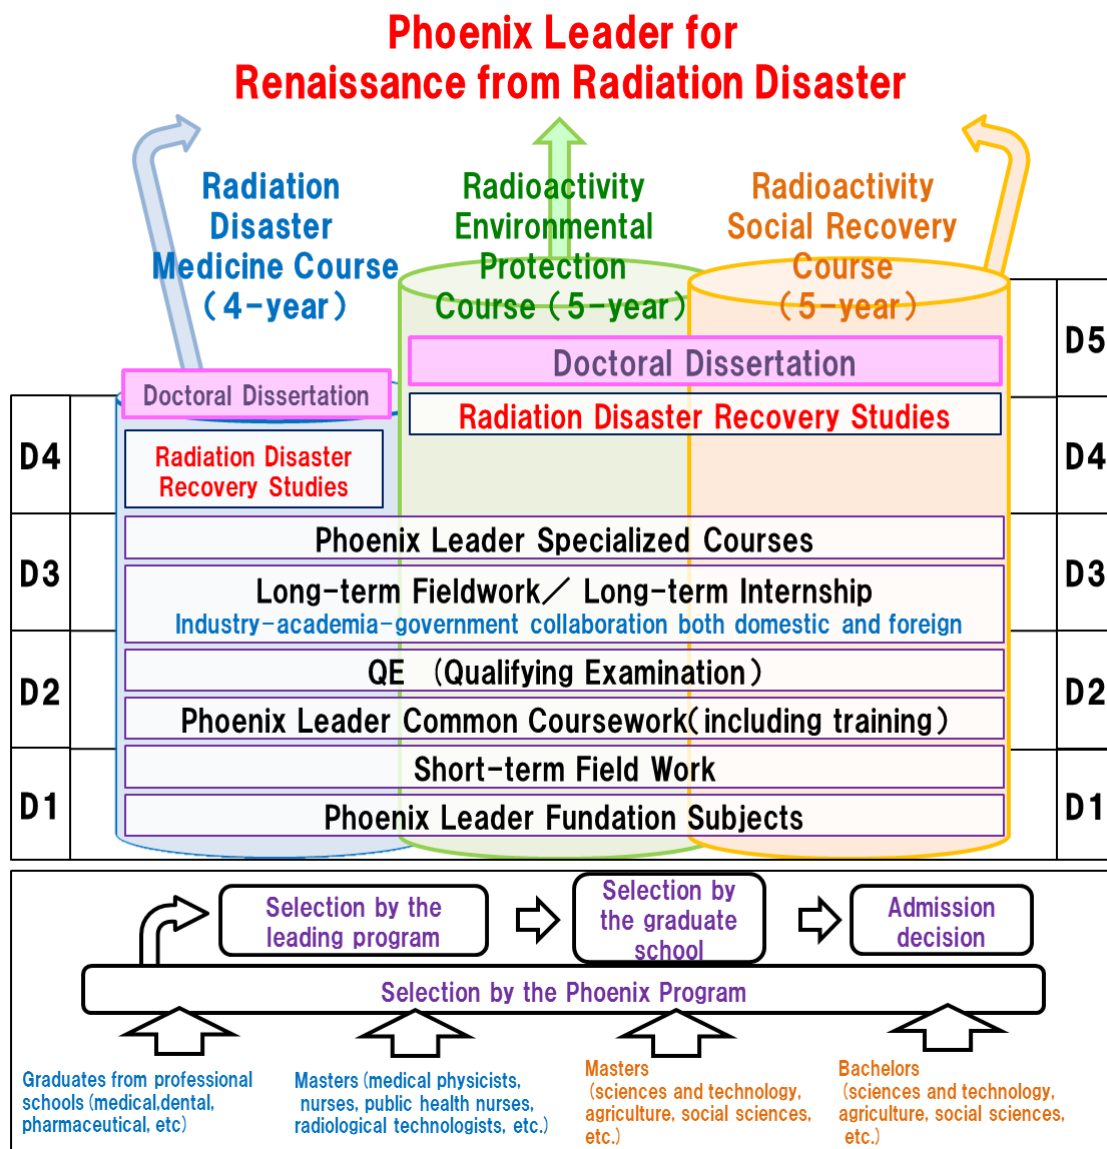 Phoenix Leader for
Renaissance from Radiation Disaster
Radiation
Disaster
Medicine Course
(4-year)
Radioactivity
Environmental
Protection
Course (5-year)
Radioactivity
Social Recovery
Course
(5-year)
D5
Doctoral Dissertation
Doctoral Dissertation
Radiation Disaster Recovery Studies
D4
Radiation Disaster
Recovery Studies
D4
Phoenix Leader Specialized Courses
D3
Long-term Fieldwork／ Long-term Internship
Industry-academia-government collaboration both domestic and foreign
D3
QE (Qualifying Examination)
D2
Phoenix Leader Common Coursework(including training)
D2
Short-term Field Work
D1
Phoenix Leader Fundation Subjects
D1
Selection by the
leading program
Selection by
the graduate
school
Admission
decision
Selection by the Phoenix Program
Graduates from professional
schools (medical,dental,
pharmaceutical, etc)
Masters (medical physicists,
nurses, public health nurses,
radiological technologists, etc.)
Masters
(sciences and technology,
agriculture, social sciences,
etc.)
Bachelors
(sciences and technology,
agriculture, social sciences,
etc.)